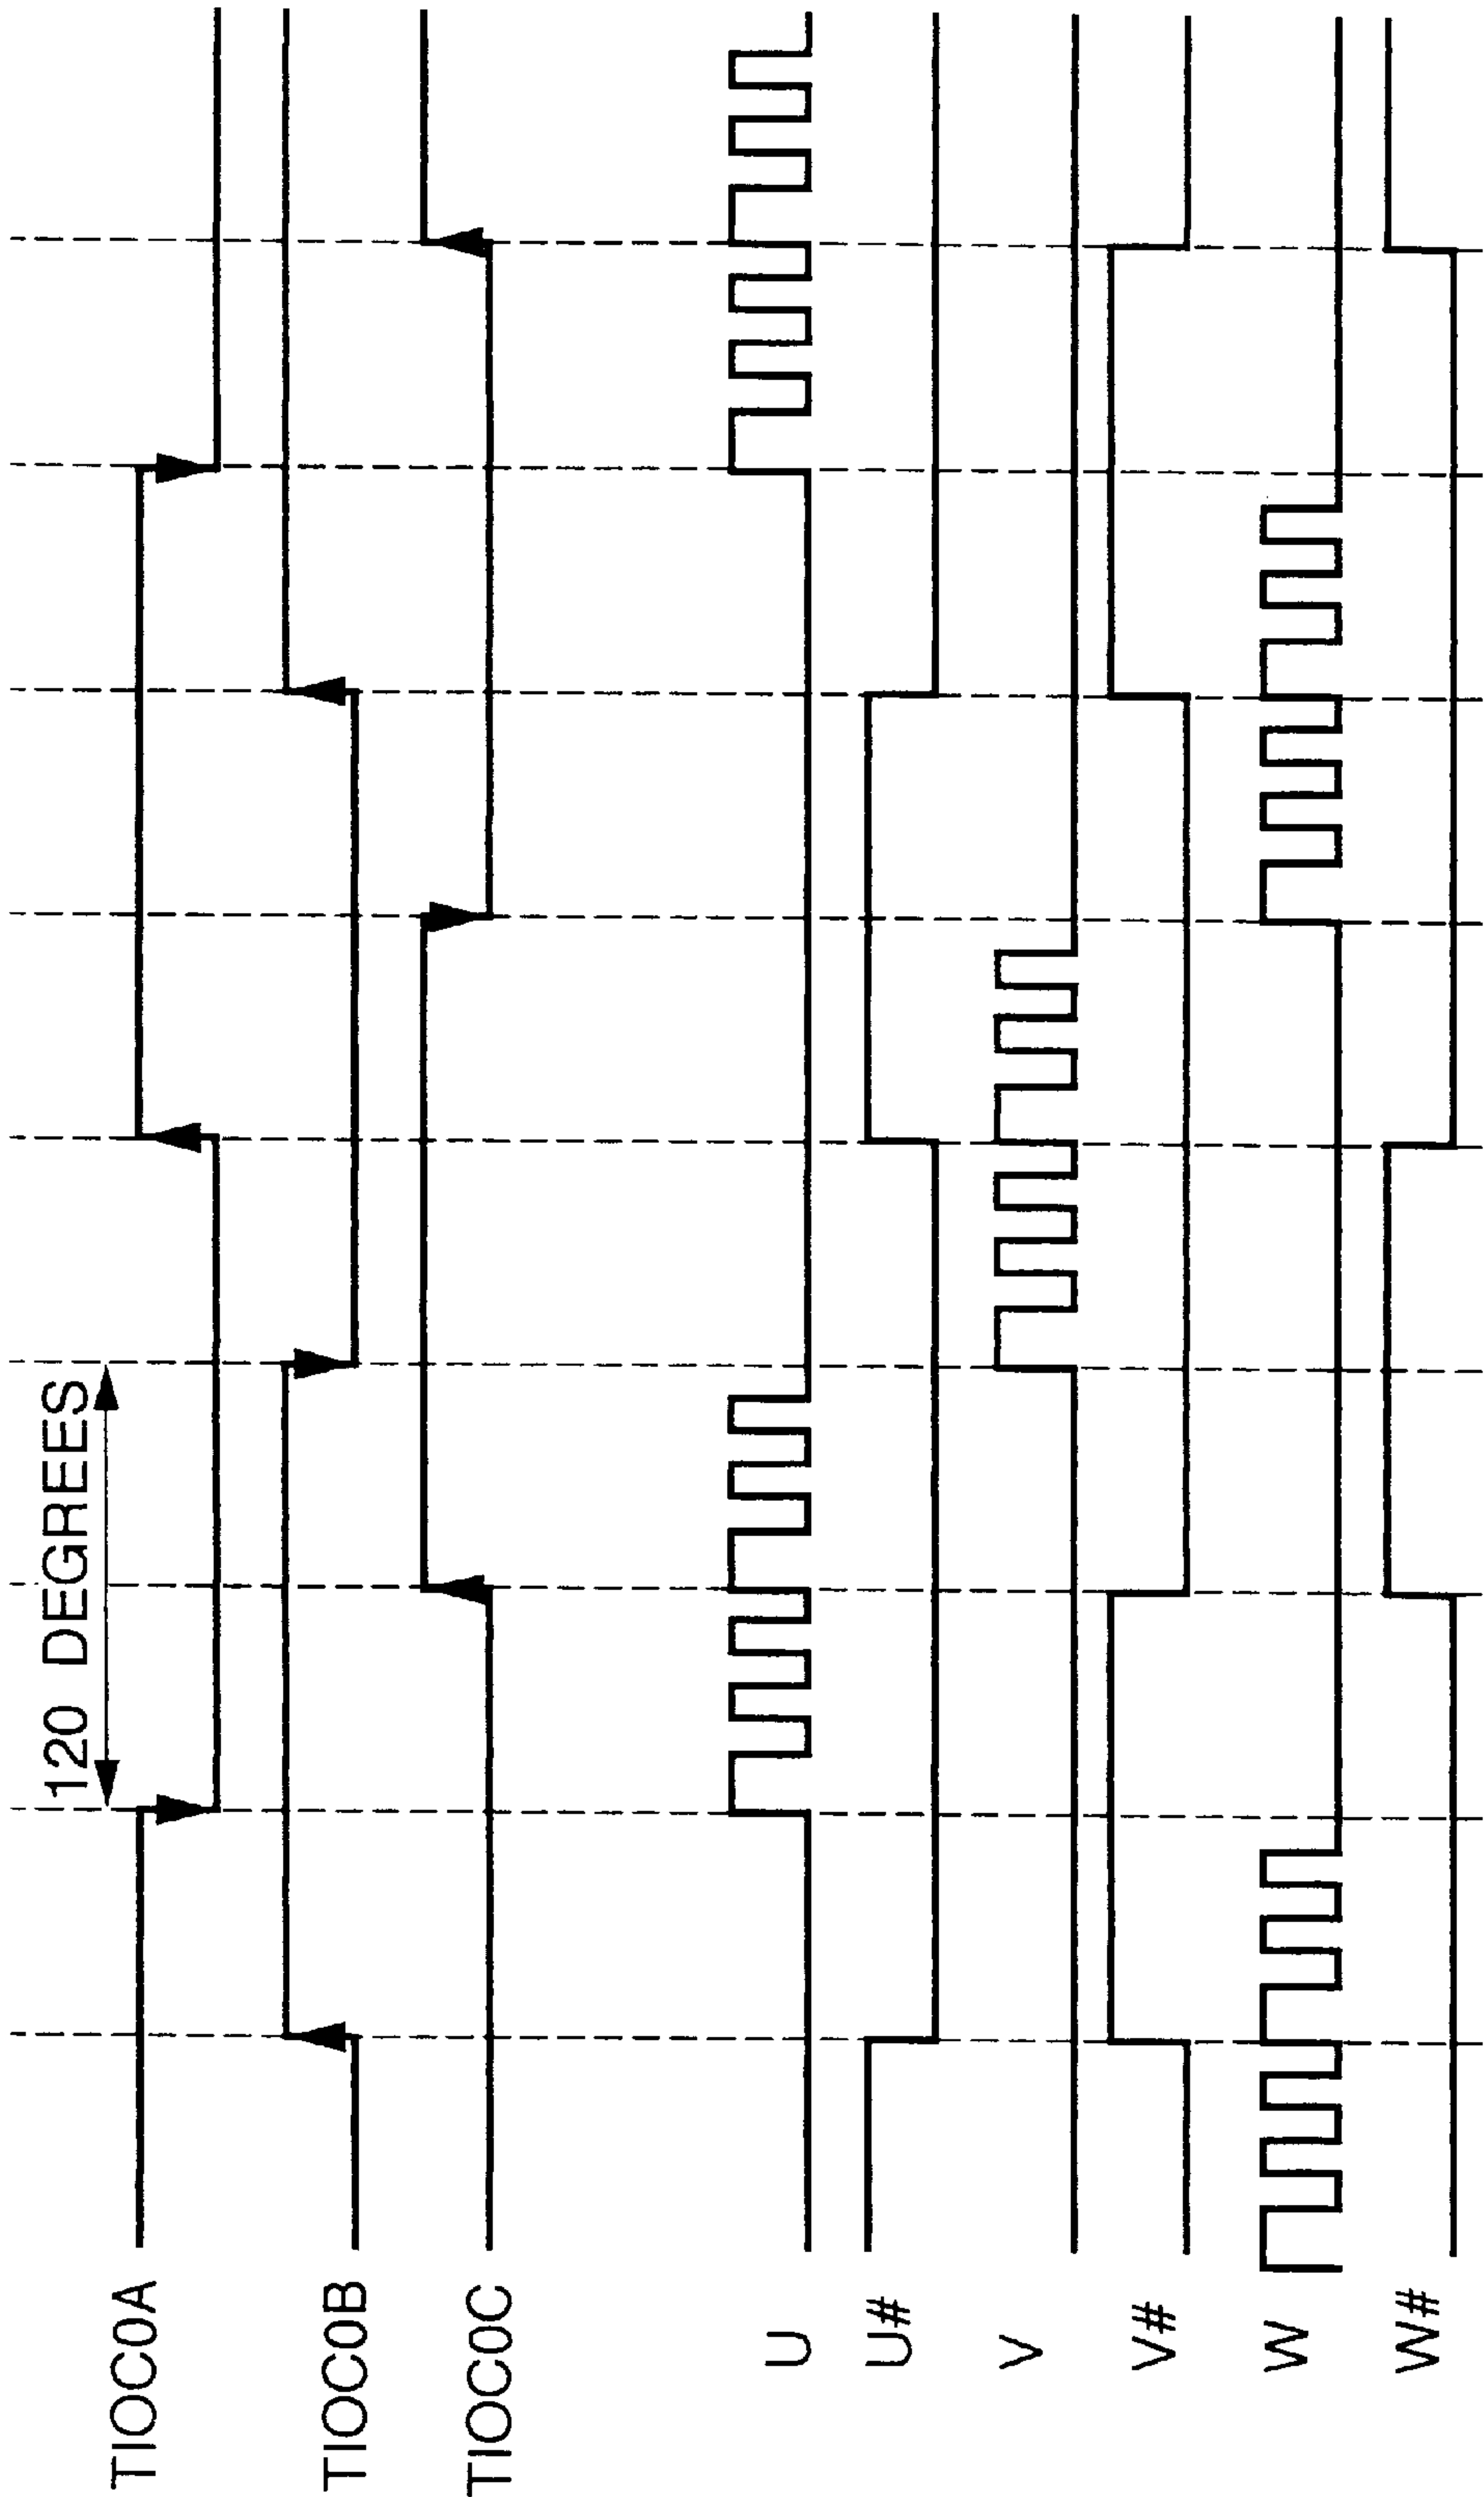 120 DEGREES
TIOC0A
TIOC0B
TIOC0C
U
U#
V
V#
W
W#